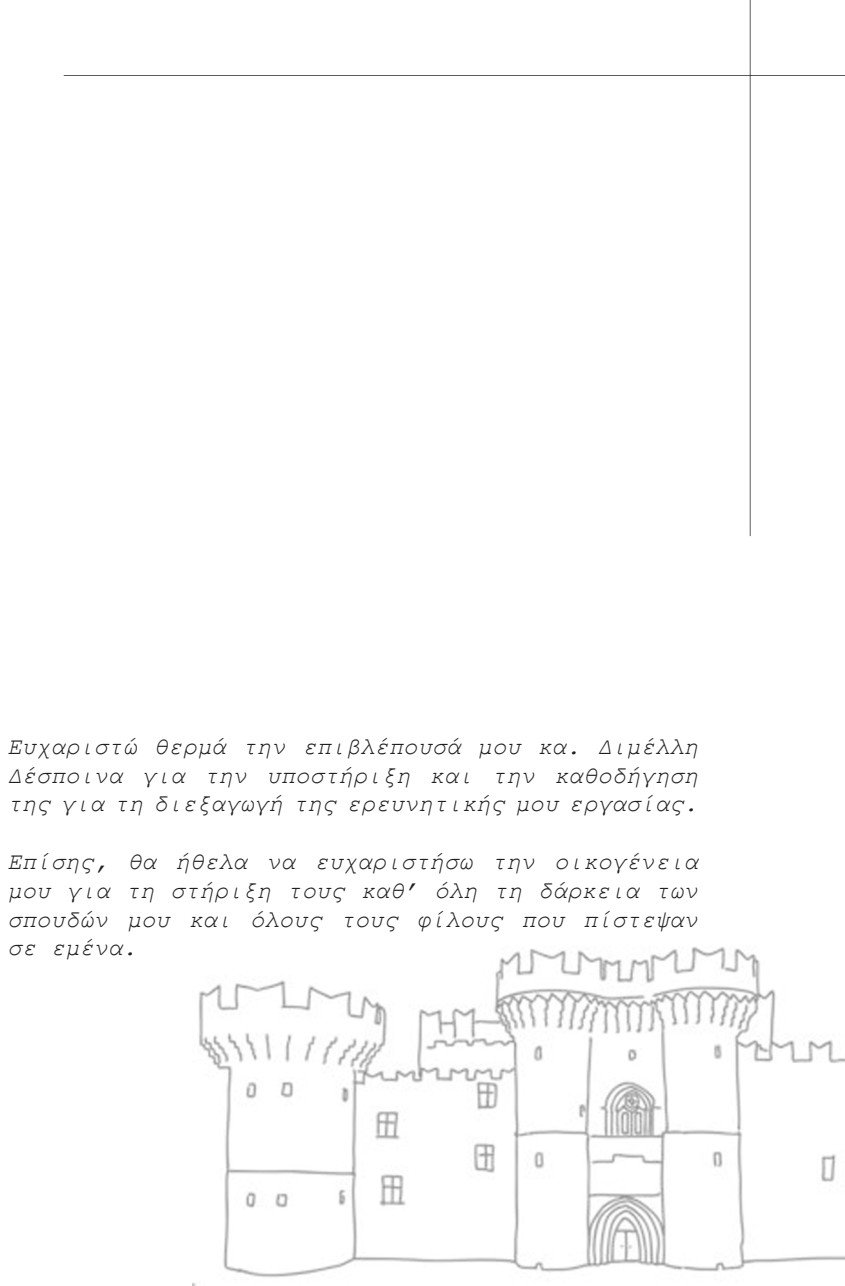 Ευχαριστώ θερμά την επιβλέπουσά μου κα. Διμέλλη
Δέσποινα για την υποστήριξη και την καθοδήγηση
της για τη διεξαγωγή της ερευνητικής μου εργασίας.
Επίσης, θα ήθελα να ευχαριστήσω την οικογένεια
μου για τη στήριξη τους καθ’ όλη τη δάρκεια των
σπουδών μου και όλους τους φίλους που πίστεψαν
σε εμένα.